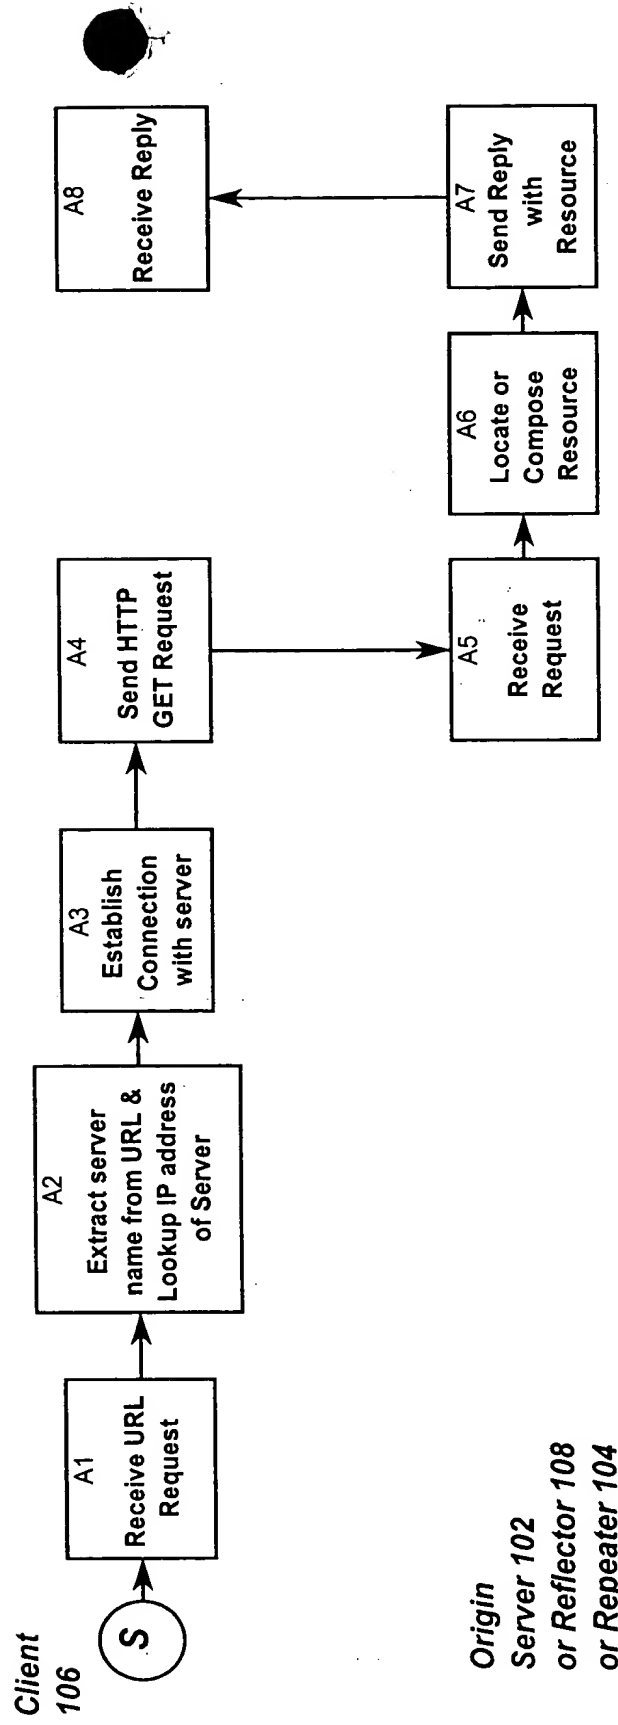 Client
106
S
A1
Receive URL
Request
A2
Extract server
name from URL &
Lookup IP address
of Server
A3
Establish
Connection
with server
A4
Send HTTP
GET Request
A8
Receive Reply
Origin
Server 102
or Reflector 108
or Repeater 104
A5
Receive
Request
A6
Locate or
Compose
Resource
A7
Send Reply
with
Resource